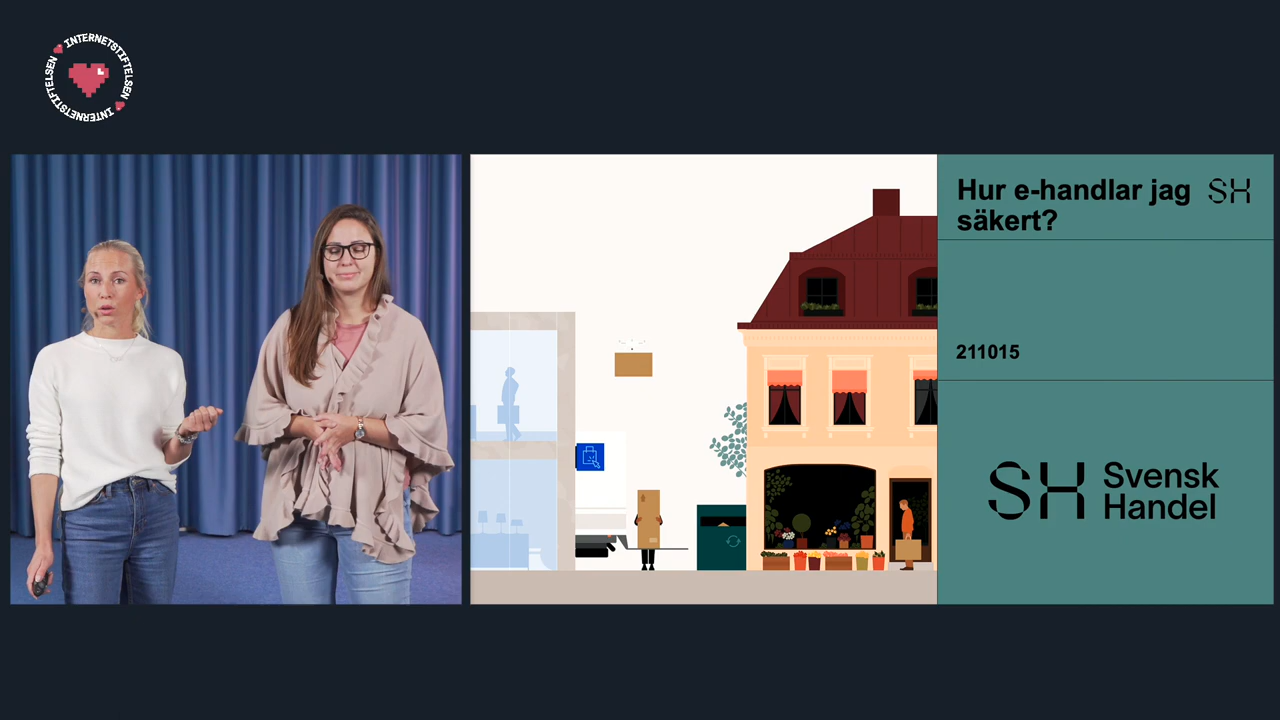 INTERNETSTIFTELSEN
INTERNETSTIFTELSEN
Hur e-handlar jag SH
säkert?
211015
SH Svensk
Handel